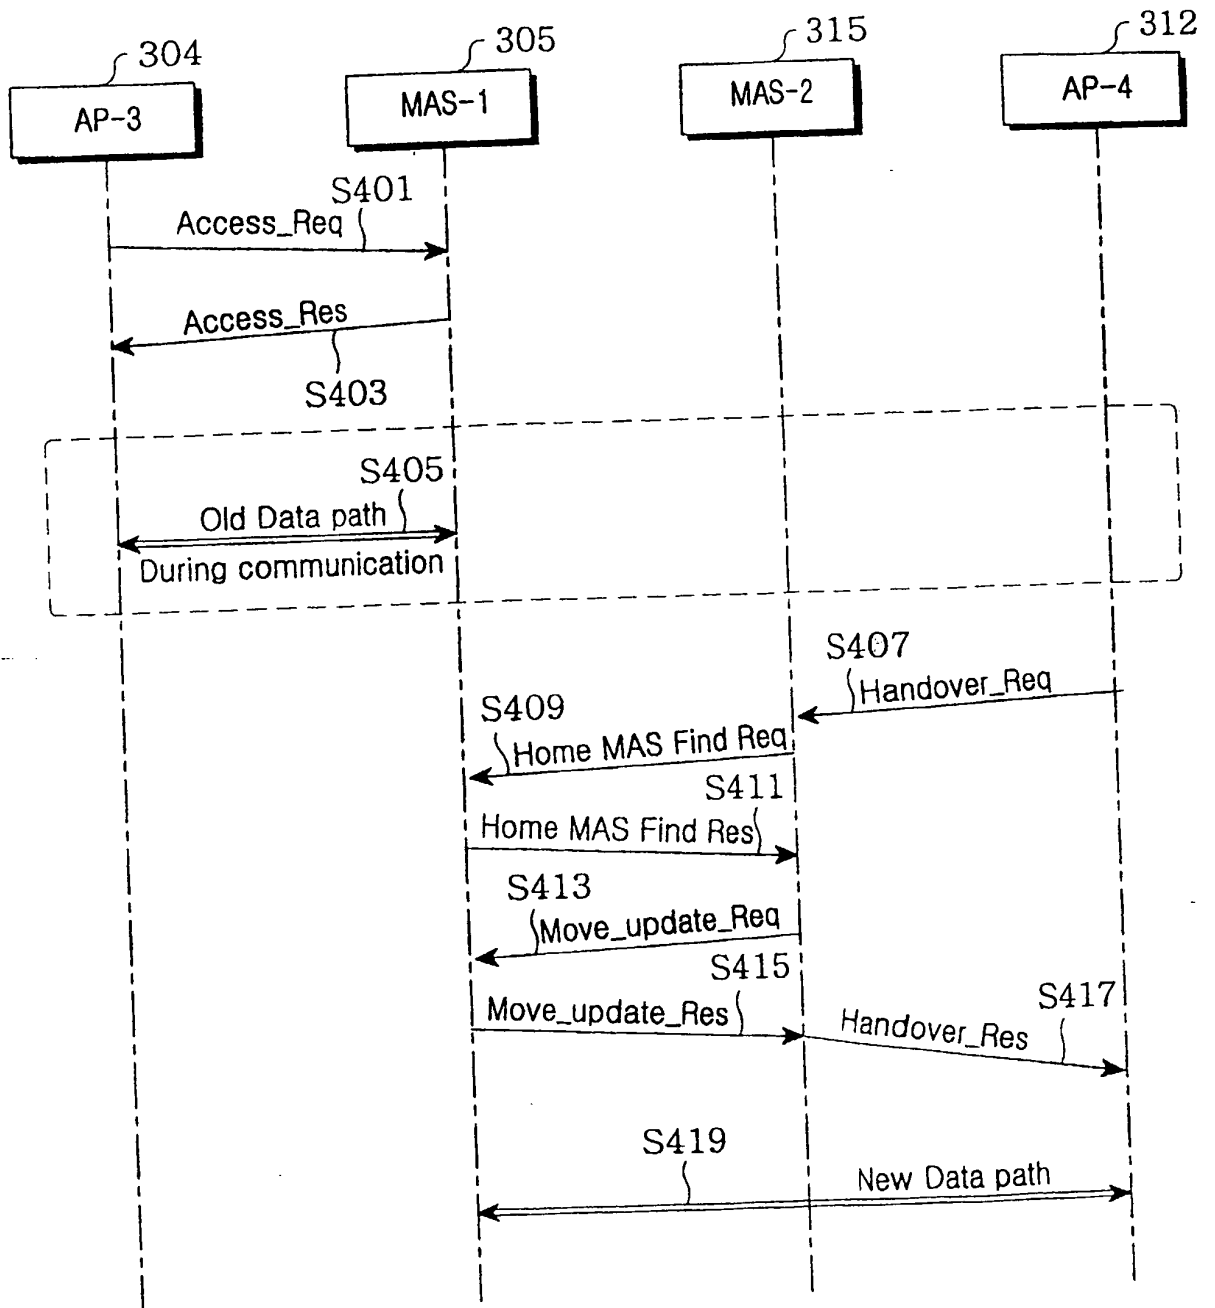 304
305
315
312
AP-3
MAS-1
MAS-2
AP-4
S401
Access_Req
Access_Res
S403
S405
Old Data path
During communication
S407
Handover_Req
S409
Home MAS Find Req
S411
Home MAS Find Res
S413
Move_update_Req
S415
Move_update_Res
S417
Handover_Res
S419
New Data path